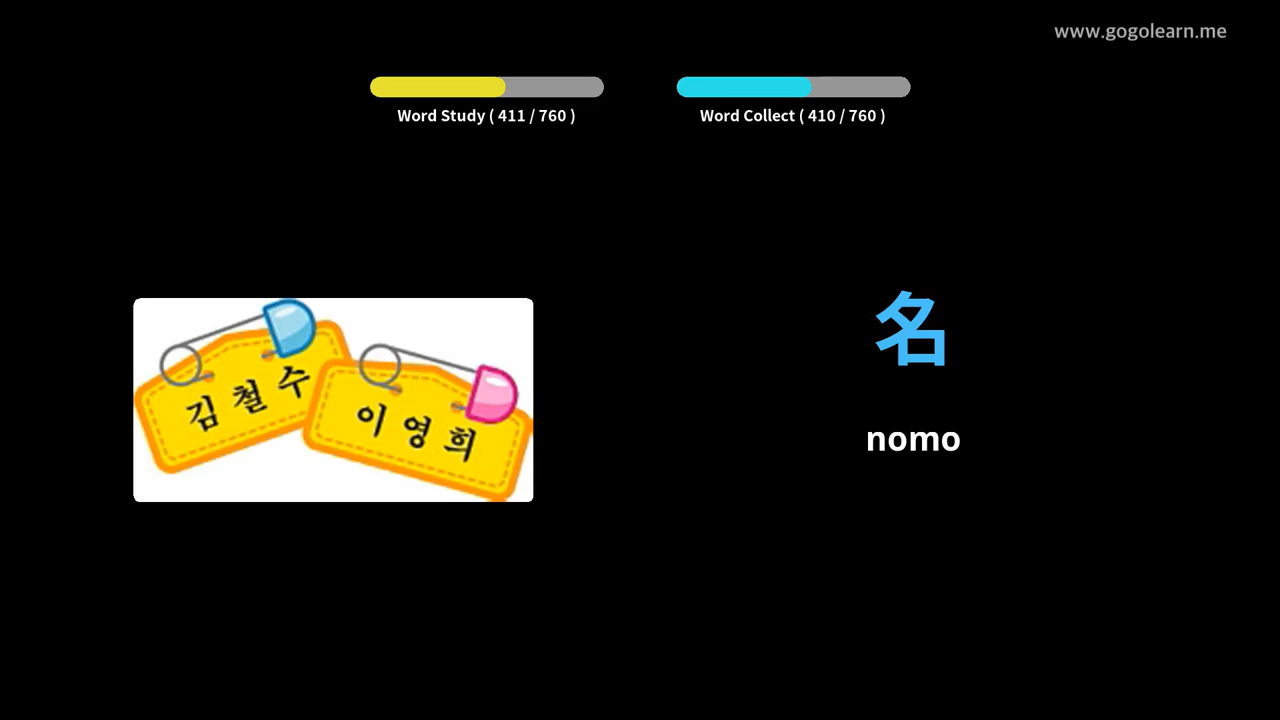 www.gogolearn.me
Word Study ( 411 / 760 )
Word Collect ( 410 / 760 )
김철수
이영희
名
nomo